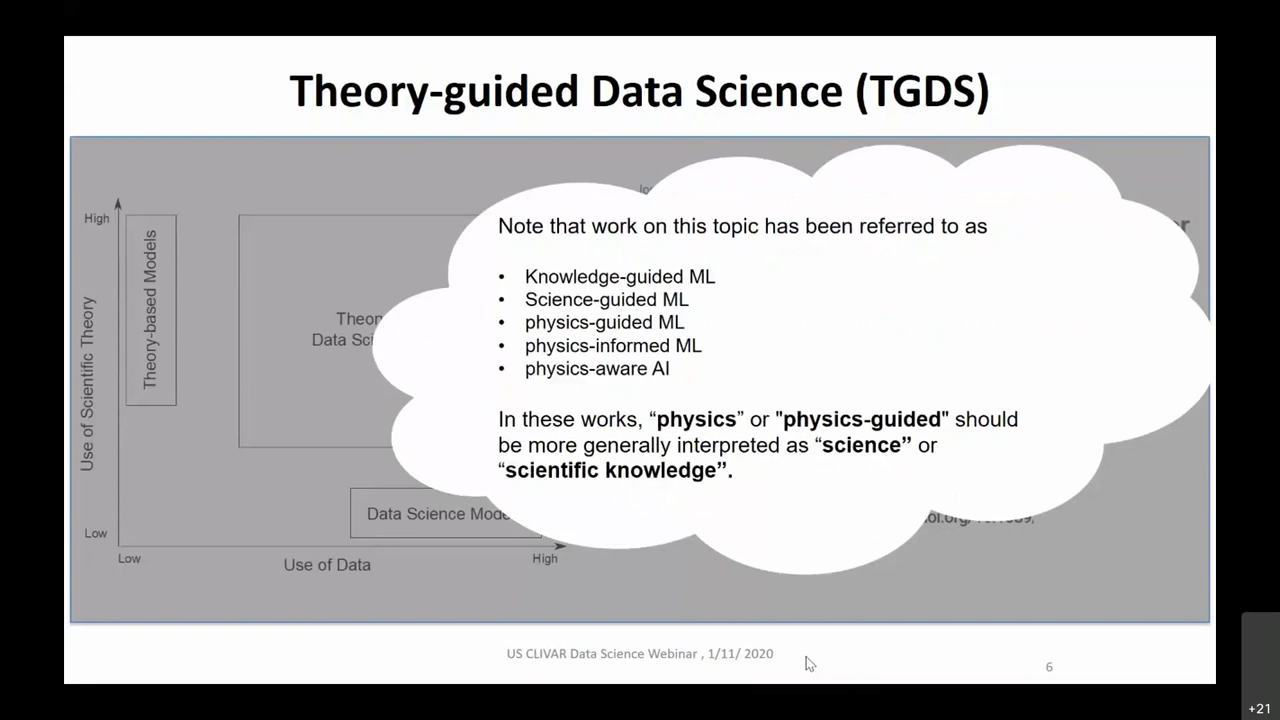 Theory-guided Data Science (TGDS)
High
Theory-based Models
Use of Scientific Theory
Low
Low
Use of Data
High
Data
Data Science
Note that work on this topic has been referred to as
• Knowledge-guided ML
• Science-guided ML
• physics-guided ML
• physics-informed ML
• physics-aware AI
In these works, “physics” or "physics-guided" should
be more generally interpreted as “science” or
“scientific knowledge”.
US CLIVAR Data Science Webinar , 1/11/ 2020
6
+21